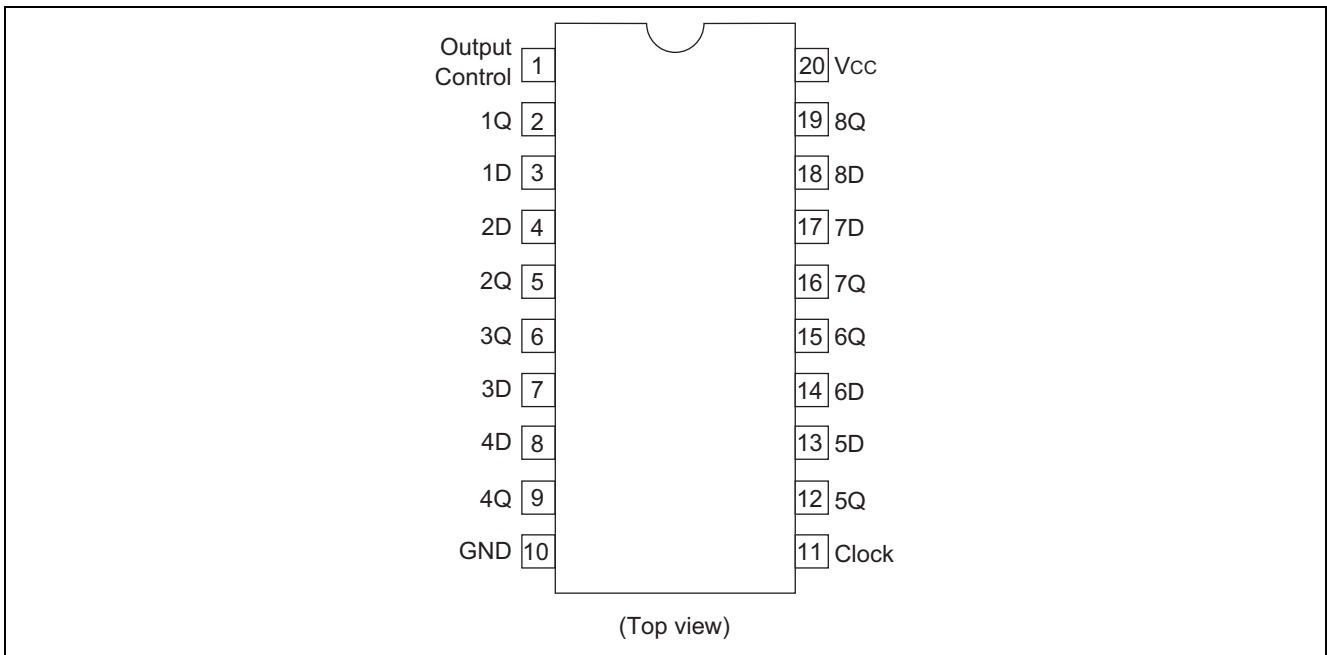 Output
Control 1
20 Vcc
1Q 2
19 8Q
1D 3
18 8D
2D 4
17 7D
2Q 5
16 7Q
3Q 6
15 6Q
3D 7
14 6D
4D 8
13 5D
4Q 9
12 5Q
GND 10
11 Clock
(Top view)